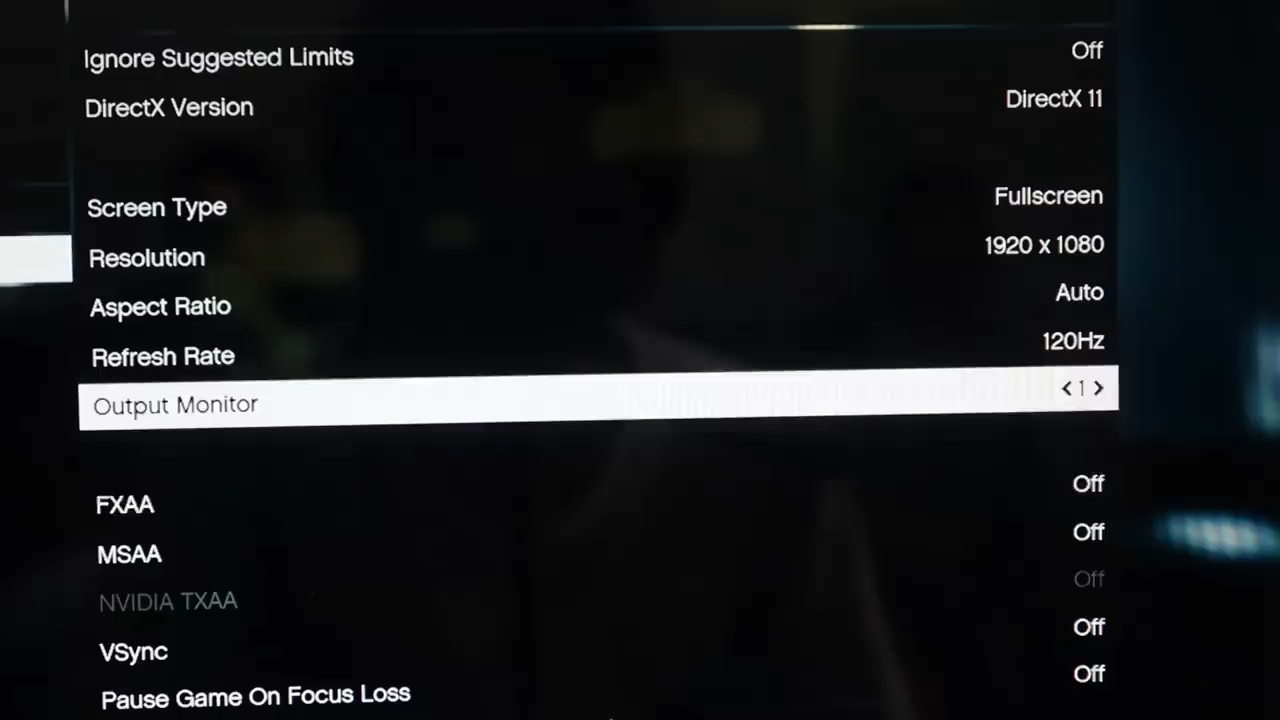 Ignore Suggested Limits Off
DirectX Version DirectX 11
Screen Type Fullscreen
Resolution 1920 x 1080
Aspect Ratio Auto
Refresh Rate 120Hz
Output Monitor < 1 >
FXAA Off
MSAA Off
NVIDIA TXAA Off
VSync Off
Pause Game On Focus Loss Off